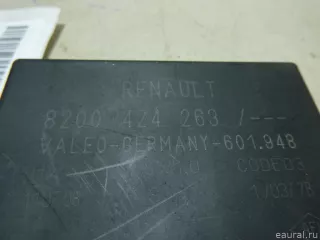 RENAULT
8200 424 263 /---
VALEO-GERMANY-601.948
CODE03
eaural.ru